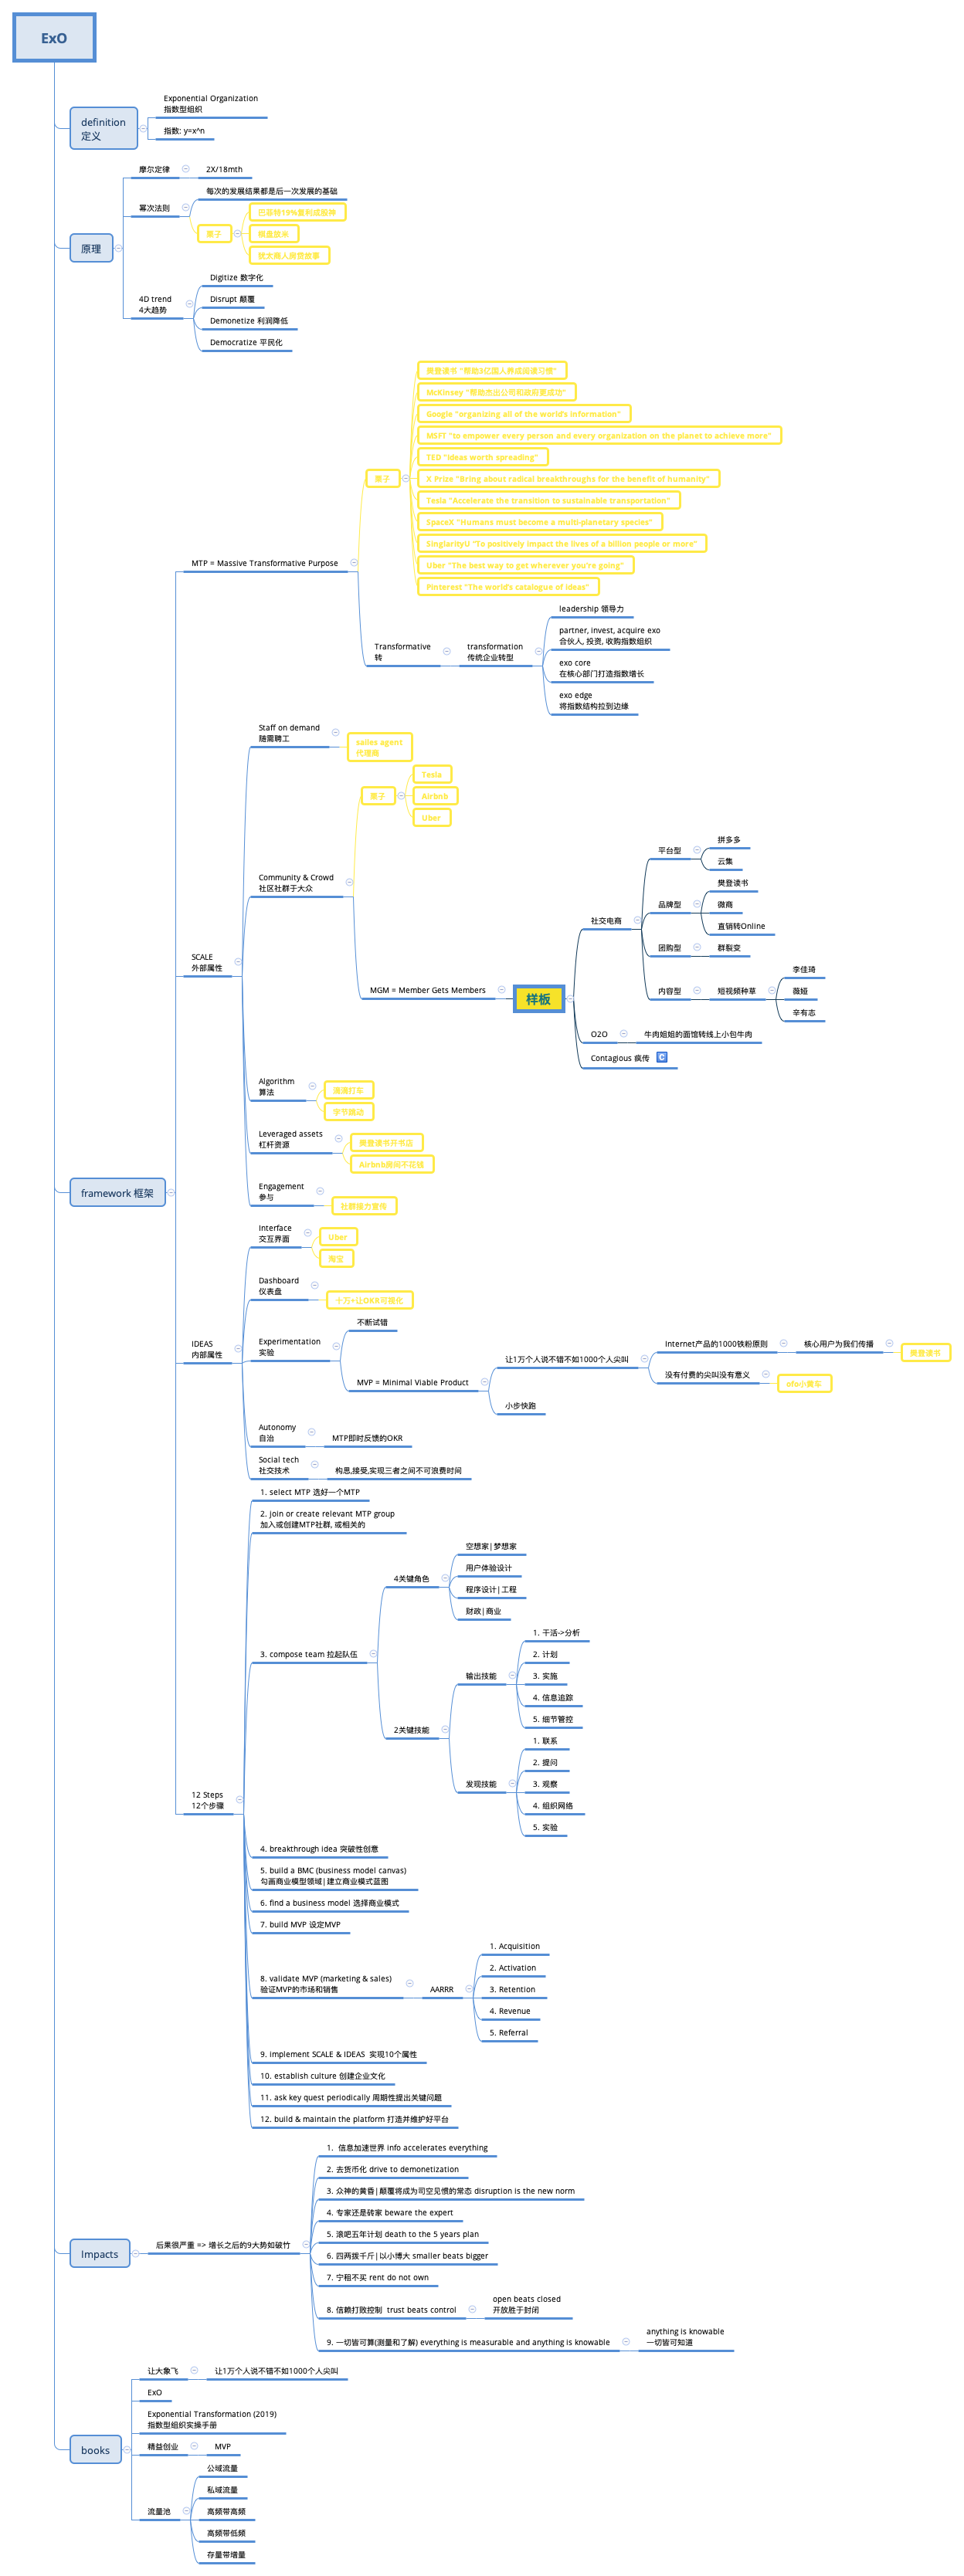 ExO
definition
定义
Exponential Organization
指数型组织
指数: y=x^n
原理
摩尔定律
2X/18mth
幂次法则
每次的发展结果都是后一次发展的基础
栗子
巴菲特19%复利成股神
棋盘放米
犹太商人房租故事
4D trend
4大趋势
Digitize 数字化
Disrupt 颠覆
Demonetize 利润降低
Democratize 平民化
framework 框架
MTP = Massive Transformative Purpose
栗子
樊登读书 "帮助3亿国人养成阅读习惯"
McKinsey "帮助杰出公司和政府更成功"
Google "organizing all of the world's information"
MSFT "to empower every person and every organization on the planet to achieve more"
TED "Ideas worth spreading"
X Prize "Bring about radical breakthroughs for the benefit of humanity"
Tesla "Accelerate the transition to sustainable transportation"
SpaceX "Humans must become a multi-planetary species"
SinglarityU "To positively impact the lives of a billion people or more"
Uber "The best way to get wherever you're going"
Pinterest "The world's catalogue of ideas"
Transformative
转
transformation
传统企业转型
leadership 领导力
partner, invest, acquire exo
合伙人, 投资, 收购指数组织
exo core
在核心部门打造指数增长
exo edge
将指数结构拉到边缘
SCALE
外部属性
Staff on demand
随需聘工
sales agent
代理商
Community & Crowd
社区社群于大众
栗子
Tesla
Airbnb
Uber
MGM = Member Gets Members
样板
社交电商
平台型
拼多多
云集
品牌型
樊登读书
微商
直销转Online
团购型
群裂变
内容型
短视频种草
李佳琦
薇娅
辛有志
O2O
牛肉姐姐的面馆转线上小包牛肉
Contagious 疯传
C
Algorithm
算法
滴滴打车
字节跳动
Leveraged assets
杠杆资源
樊登读书开书店
Airbnb房间不花钱
Engagement
参与
社群接力宣传
IDEAS
内部属性
Interface
交互界面
Uber
淘宝
Dashboard
仪表盘
十万+让OKR可视化
Experimentation
实验
不断试错
MVP = Minimal Viable Product
让1万个人说不错不如1000个人尖叫
Internet产品的1000铁粉原则
核心用户为我们传播
樊登读书
没有付费的尖叫没有意义
ofo小黄车
小步快跑
Autonomy
自治
MTP即时反馈的OKR
Social tech
社交技术
构思,接受,实现三者之间不可浪费时间
12 Steps
12个步骤
1. select MTP 选好一个MTP
2. join or create relevant MTP group
加入或创建MTP社群, 或相关的
3. compose team 拉起队伍
4关键角色
空想家|梦想家
用户体验设计
程序设计|工程
财政|商业
2关键技能
输出技能
1. 干活->分析
2. 计划
3. 实施
4. 信息追踪
5. 细节管控
发现技能
1. 联系
2. 提问
3. 观察
4. 组织网络
5. 实验
4. breakthrough idea 突破性创意
5. build a BMC (business model canvas)
勾画商业模型领域|建立商业模式蓝图
6. find a business model 选择商业模式
7. build MVP 设定MVP
8. validate MVP (marketing & sales)
验证MVP的市场和销售
AARRR
1. Acquisition
2. Activation
3. Retention
4. Revenue
5. Referral
9. implement SCALE & IDEAS 实现10个属性
10. establish culture 创建企业文化
11. ask key quest periodically 周期性提出关键问题
12. build & maintain the platform 打造并维护好平台
Impacts
后果很严重 => 增长之后的9大势如破竹
1. 信息加速世界 info accelerates everything
2. 去货币化 drive to demonetization
3. 众神的黄昏|颠覆将成为司空见惯的常态 disruption is the new norm
4. 专家还是砖家 beware the expert
5. 滚吧五年计划 death to the 5 years plan
6. 四两拨千斤|以小博大 smaller beats bigger
7. 宁租不买 rent do not own
8. 信赖打败控制 trust beats control
open beats closed
开放胜于封闭
9. 一切皆可算(测量和了解) everything is measurable and anything is knowable
anything is knowable
一切皆可知道
books
让大象飞
让1万个人说不错不如1000个人尖叫
ExO
Exponential Transformation (2019)
指数型组织实操手册
精益创业
MVP
流量池
公域流量
私域流量
高频带高频
高频带低频
存量带增量